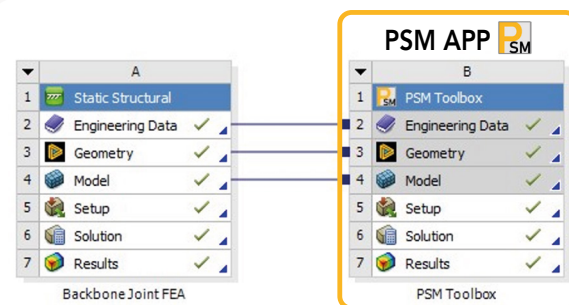 PSM APP PSM
A
1 Static Structural
2 Engineering Data
3 Geometry
4 Model
5 Setup
6 Solution
7 Results
Backbone Joint FEA
B
1 PSM PSM Toolbox
2 Engineering Data
3 Geometry
4 Model
5 Setup
6 Solution
7 Results
PSM Toolbox